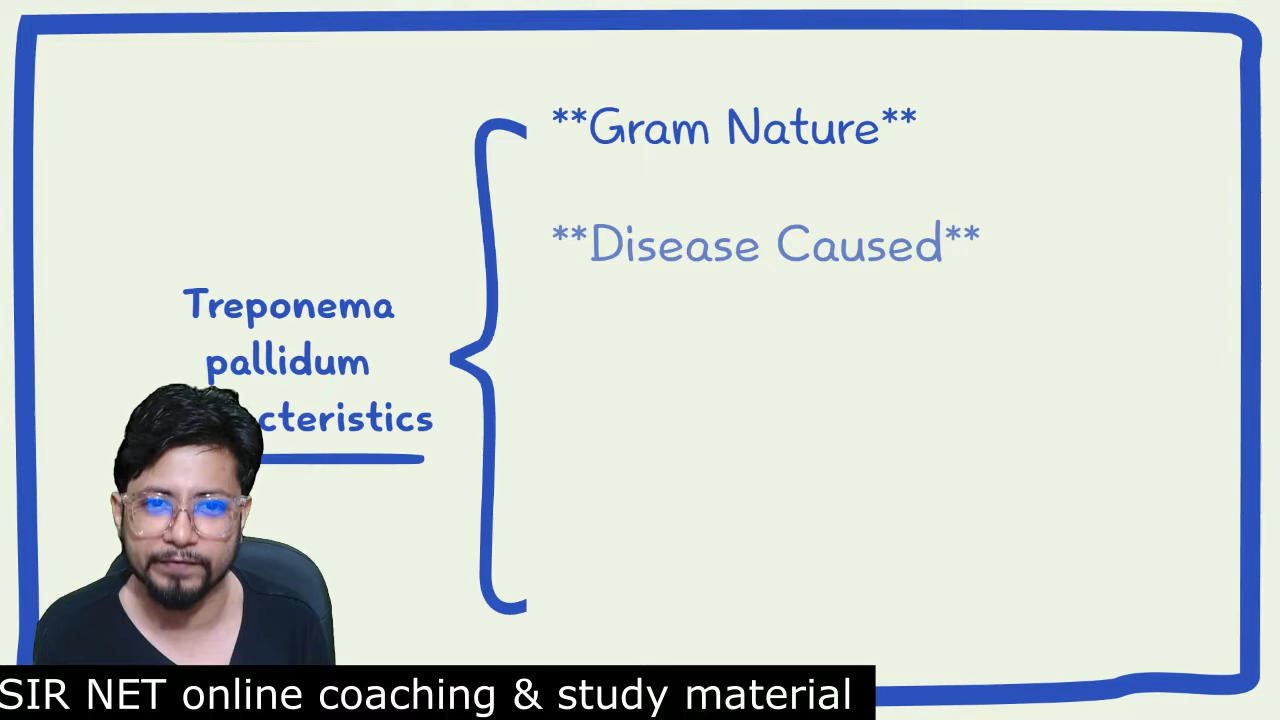 **Gram Nature**
**Disease Caused**
Treponema
pallidum
cteristics
SIR NET online coaching & study material